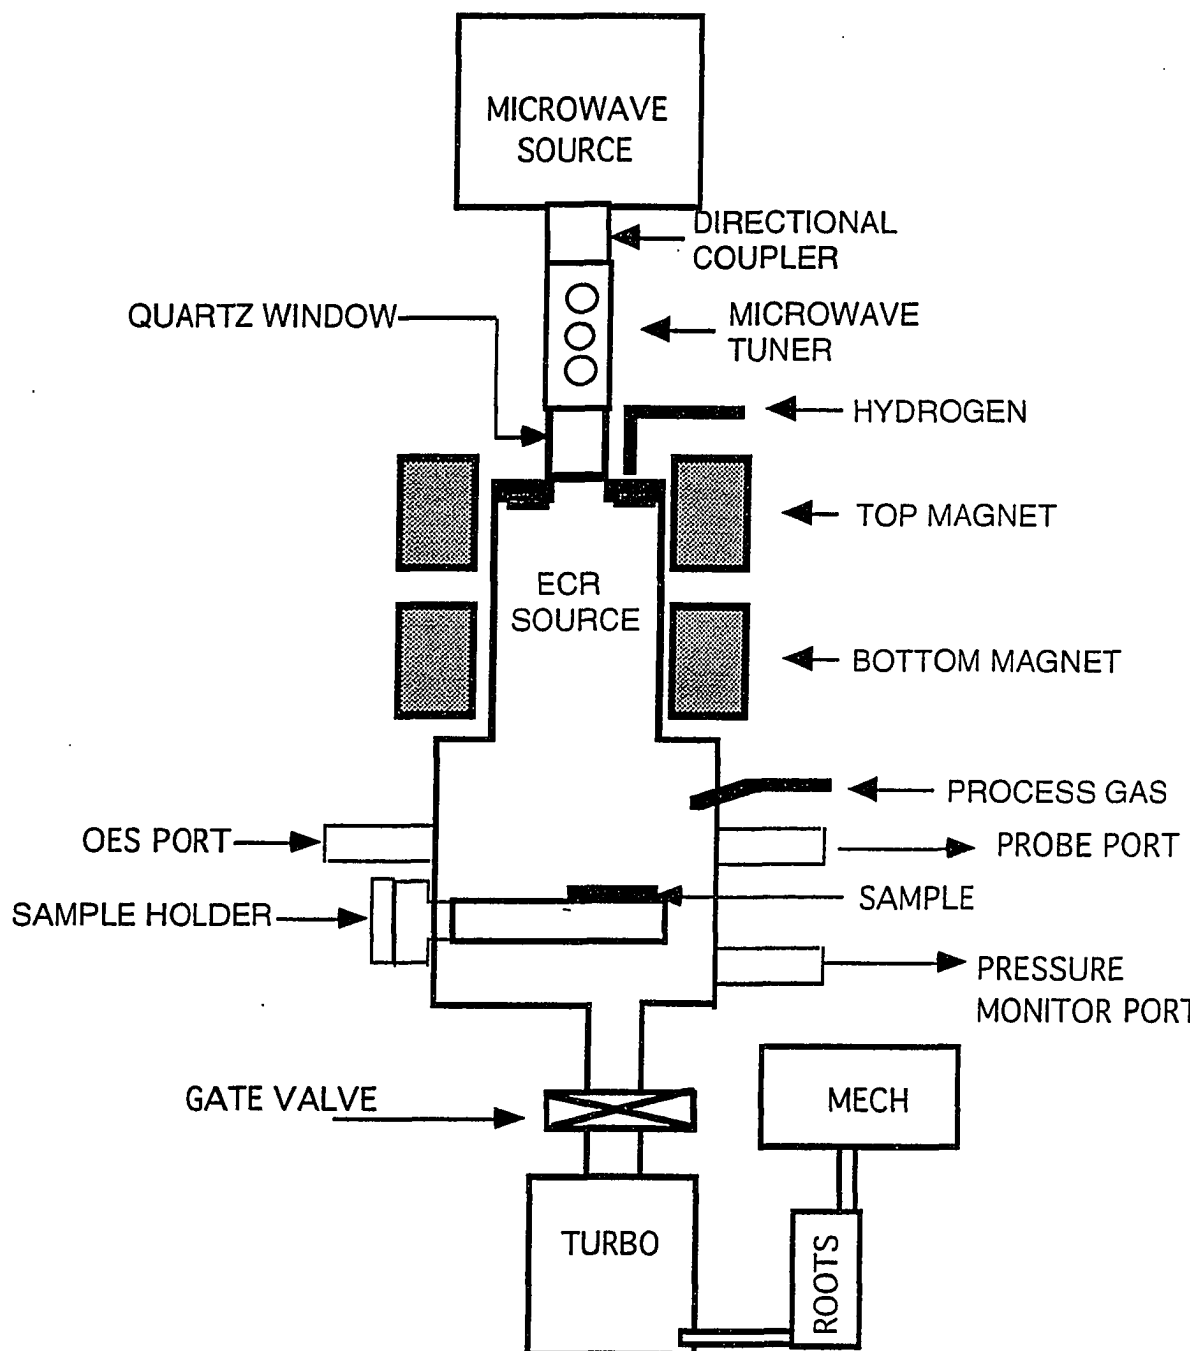 MICROWAVE
SOURCE
DIRECTIONAL
COUPLER
QUARTZ WINDOW
MICROWAVE
TUNER
HYDROGEN
TOP MAGNET
ECR
SOURCE
BOTTOM MAGNET
PROCESS GAS
OES PORT
PROBE PORT
SAMPLE
SAMPLE HOLDER
PRESSURE
MONITOR PORT
GATE VALVE
MECH
TURBO
ROOTS